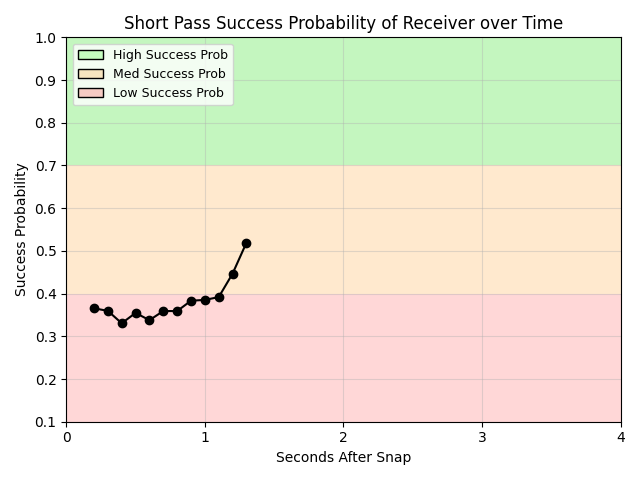 Short Pass Success Probability of Receiver over Time
High Success Prob
Med Success Prob
Low Success Prob
Success Probability
1.0
0.9
0.8
0.7
0.6
0.5
0.4
0.3
0.2
0.1
0 1 2 3 4
Seconds After Snap